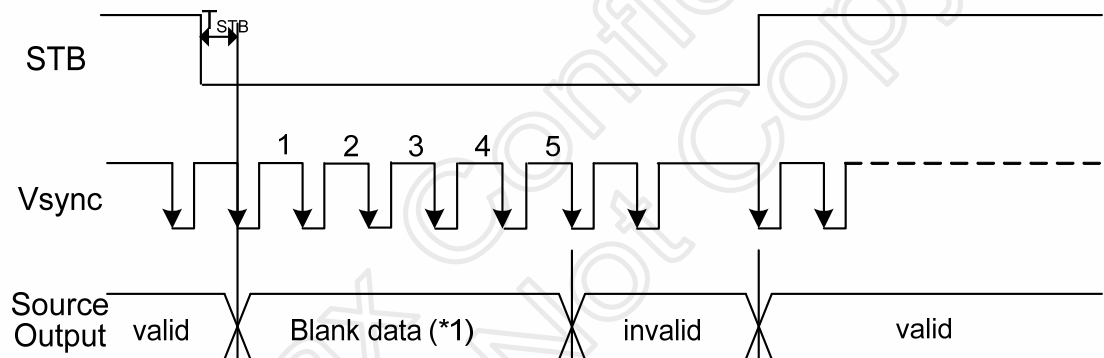 TSTB
STB
1 2 3 4 5
Vsync
Source
Output
valid Blank data (*1) invalid valid